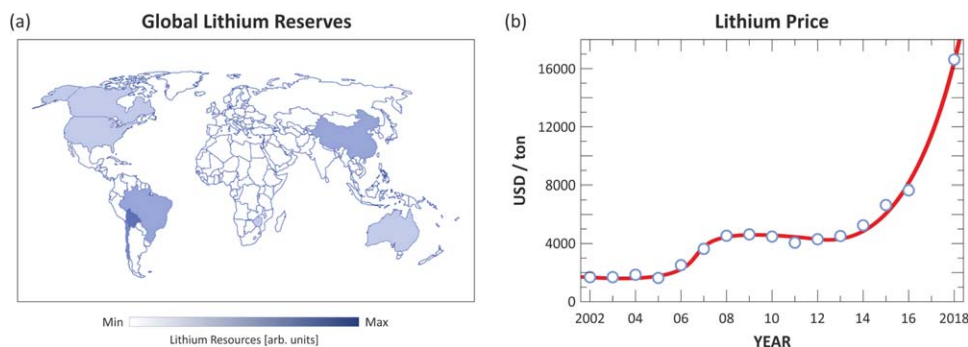 (a)
Global Lithium Reserves
Min
Max
Lithium Resources [arb. units]
(b)
Lithium Price
USD / ton
16000
12000
8000
4000
0
2002 04 06 08 10 12 14 16 2018
YEAR